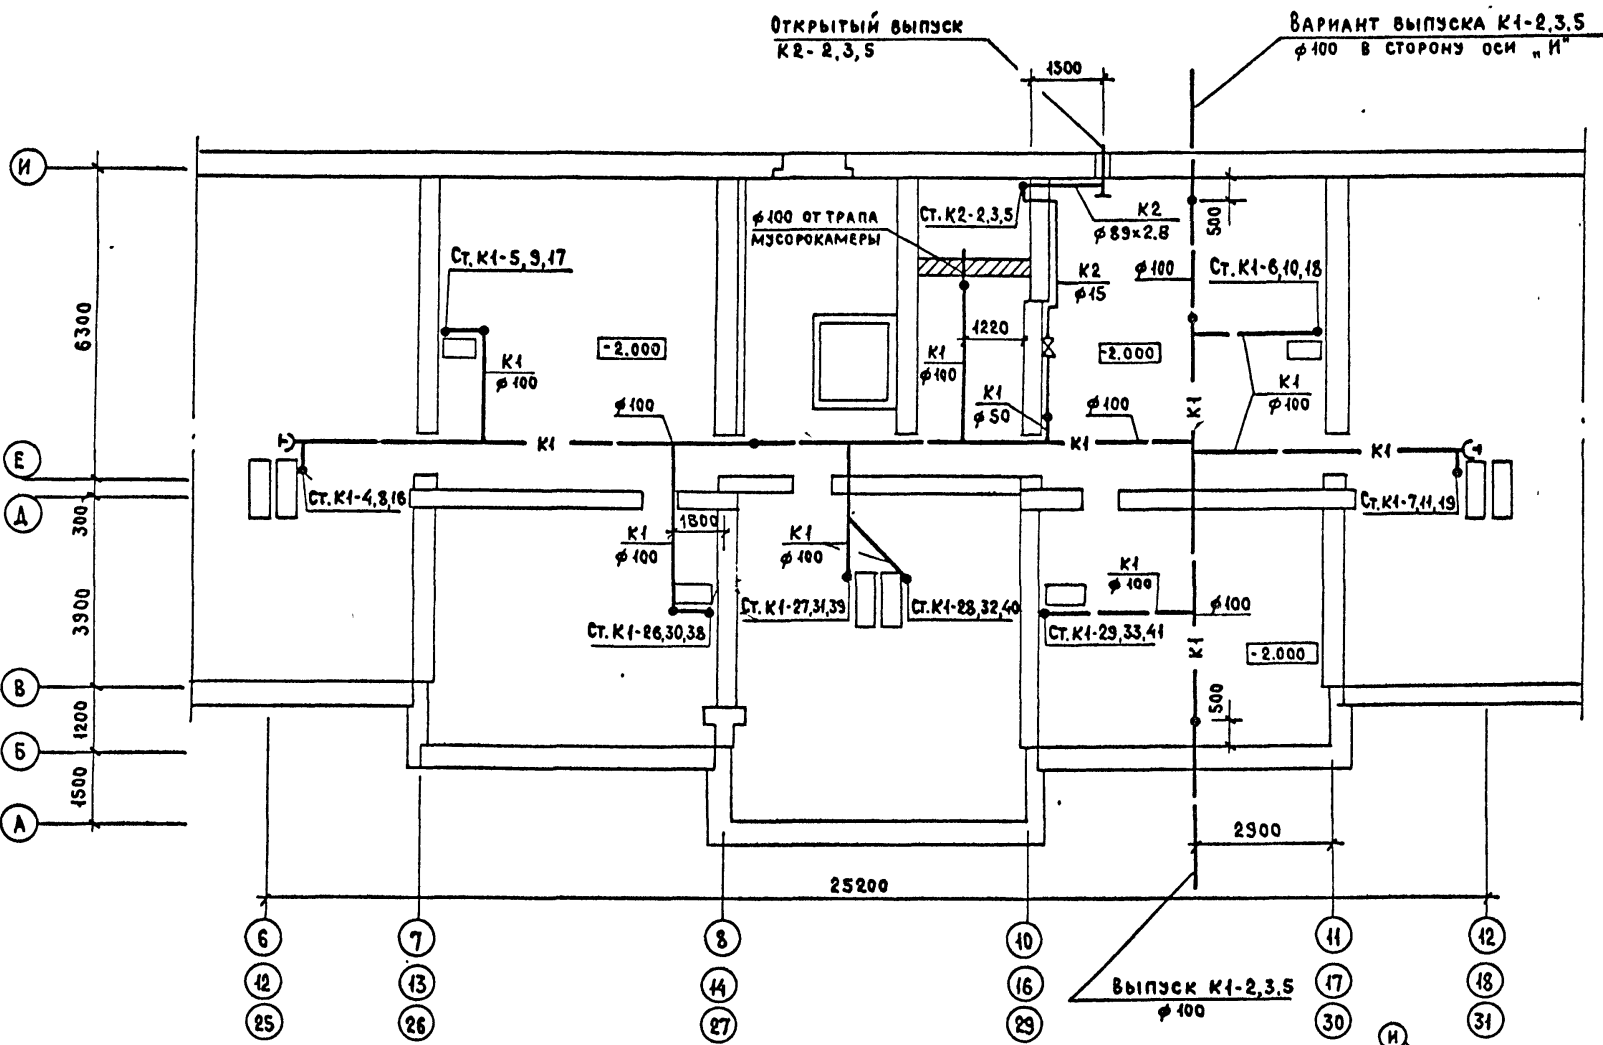 Открытый выпуск
К2-2,3,5
Вариант выпуска К1-2,3,5
ф100 в сторону оси „И"
1300
И
500
ф100 от трапа
мусорокамеры
Ст. К2-2,3,5
К2
ф89х2.8
Ст. К1-5,9,17
К2
ф15
ф100
Ст. К1-6,10,18
6300
-2.000
1220
-2.000
К1
ф100
К1
ф100
К1
ф50
К1
ф100
ф100
ф100
К1
К1
К1
К1
Е
Д
300
Ст. К1-4,8,16
Ст. К1-7,11,19
1800
К1
ф100
К1
ф100
К1
ф100
3900
Ст. К1-27,31,39
Ст. К1-28,32,40
ф100
Ст. К1-26,30,38
Ст. К1-29,33,41
К1
-2.000
В
1200
500
Б
1500
А
2900
25200
6
7
8
10
11
12
12
13
14
16
17
18
25
26
27
29
30
31
Выпуск К1-2,3,5
ф100
И